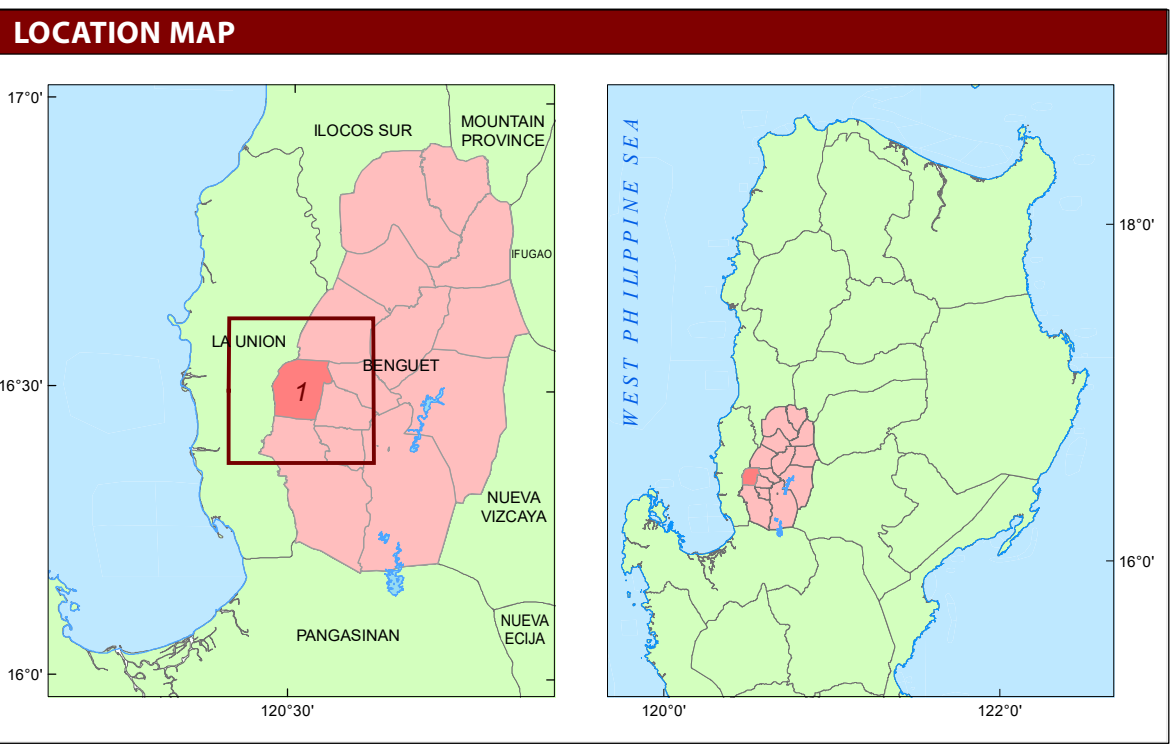 LOCATION MAP
17°0'
ILOCOS SUR
MOUNTAIN
PROVINCE
IFUGAO
LA UNION
BENGUET
16°30'
1
NUEVA
VIZCAYA
NUEVA
ECIJA
PANGASINAN
16°0'
120°30'
WEST PHILIPPINE SEA
18°0'
16°0'
120°0'
122°0'